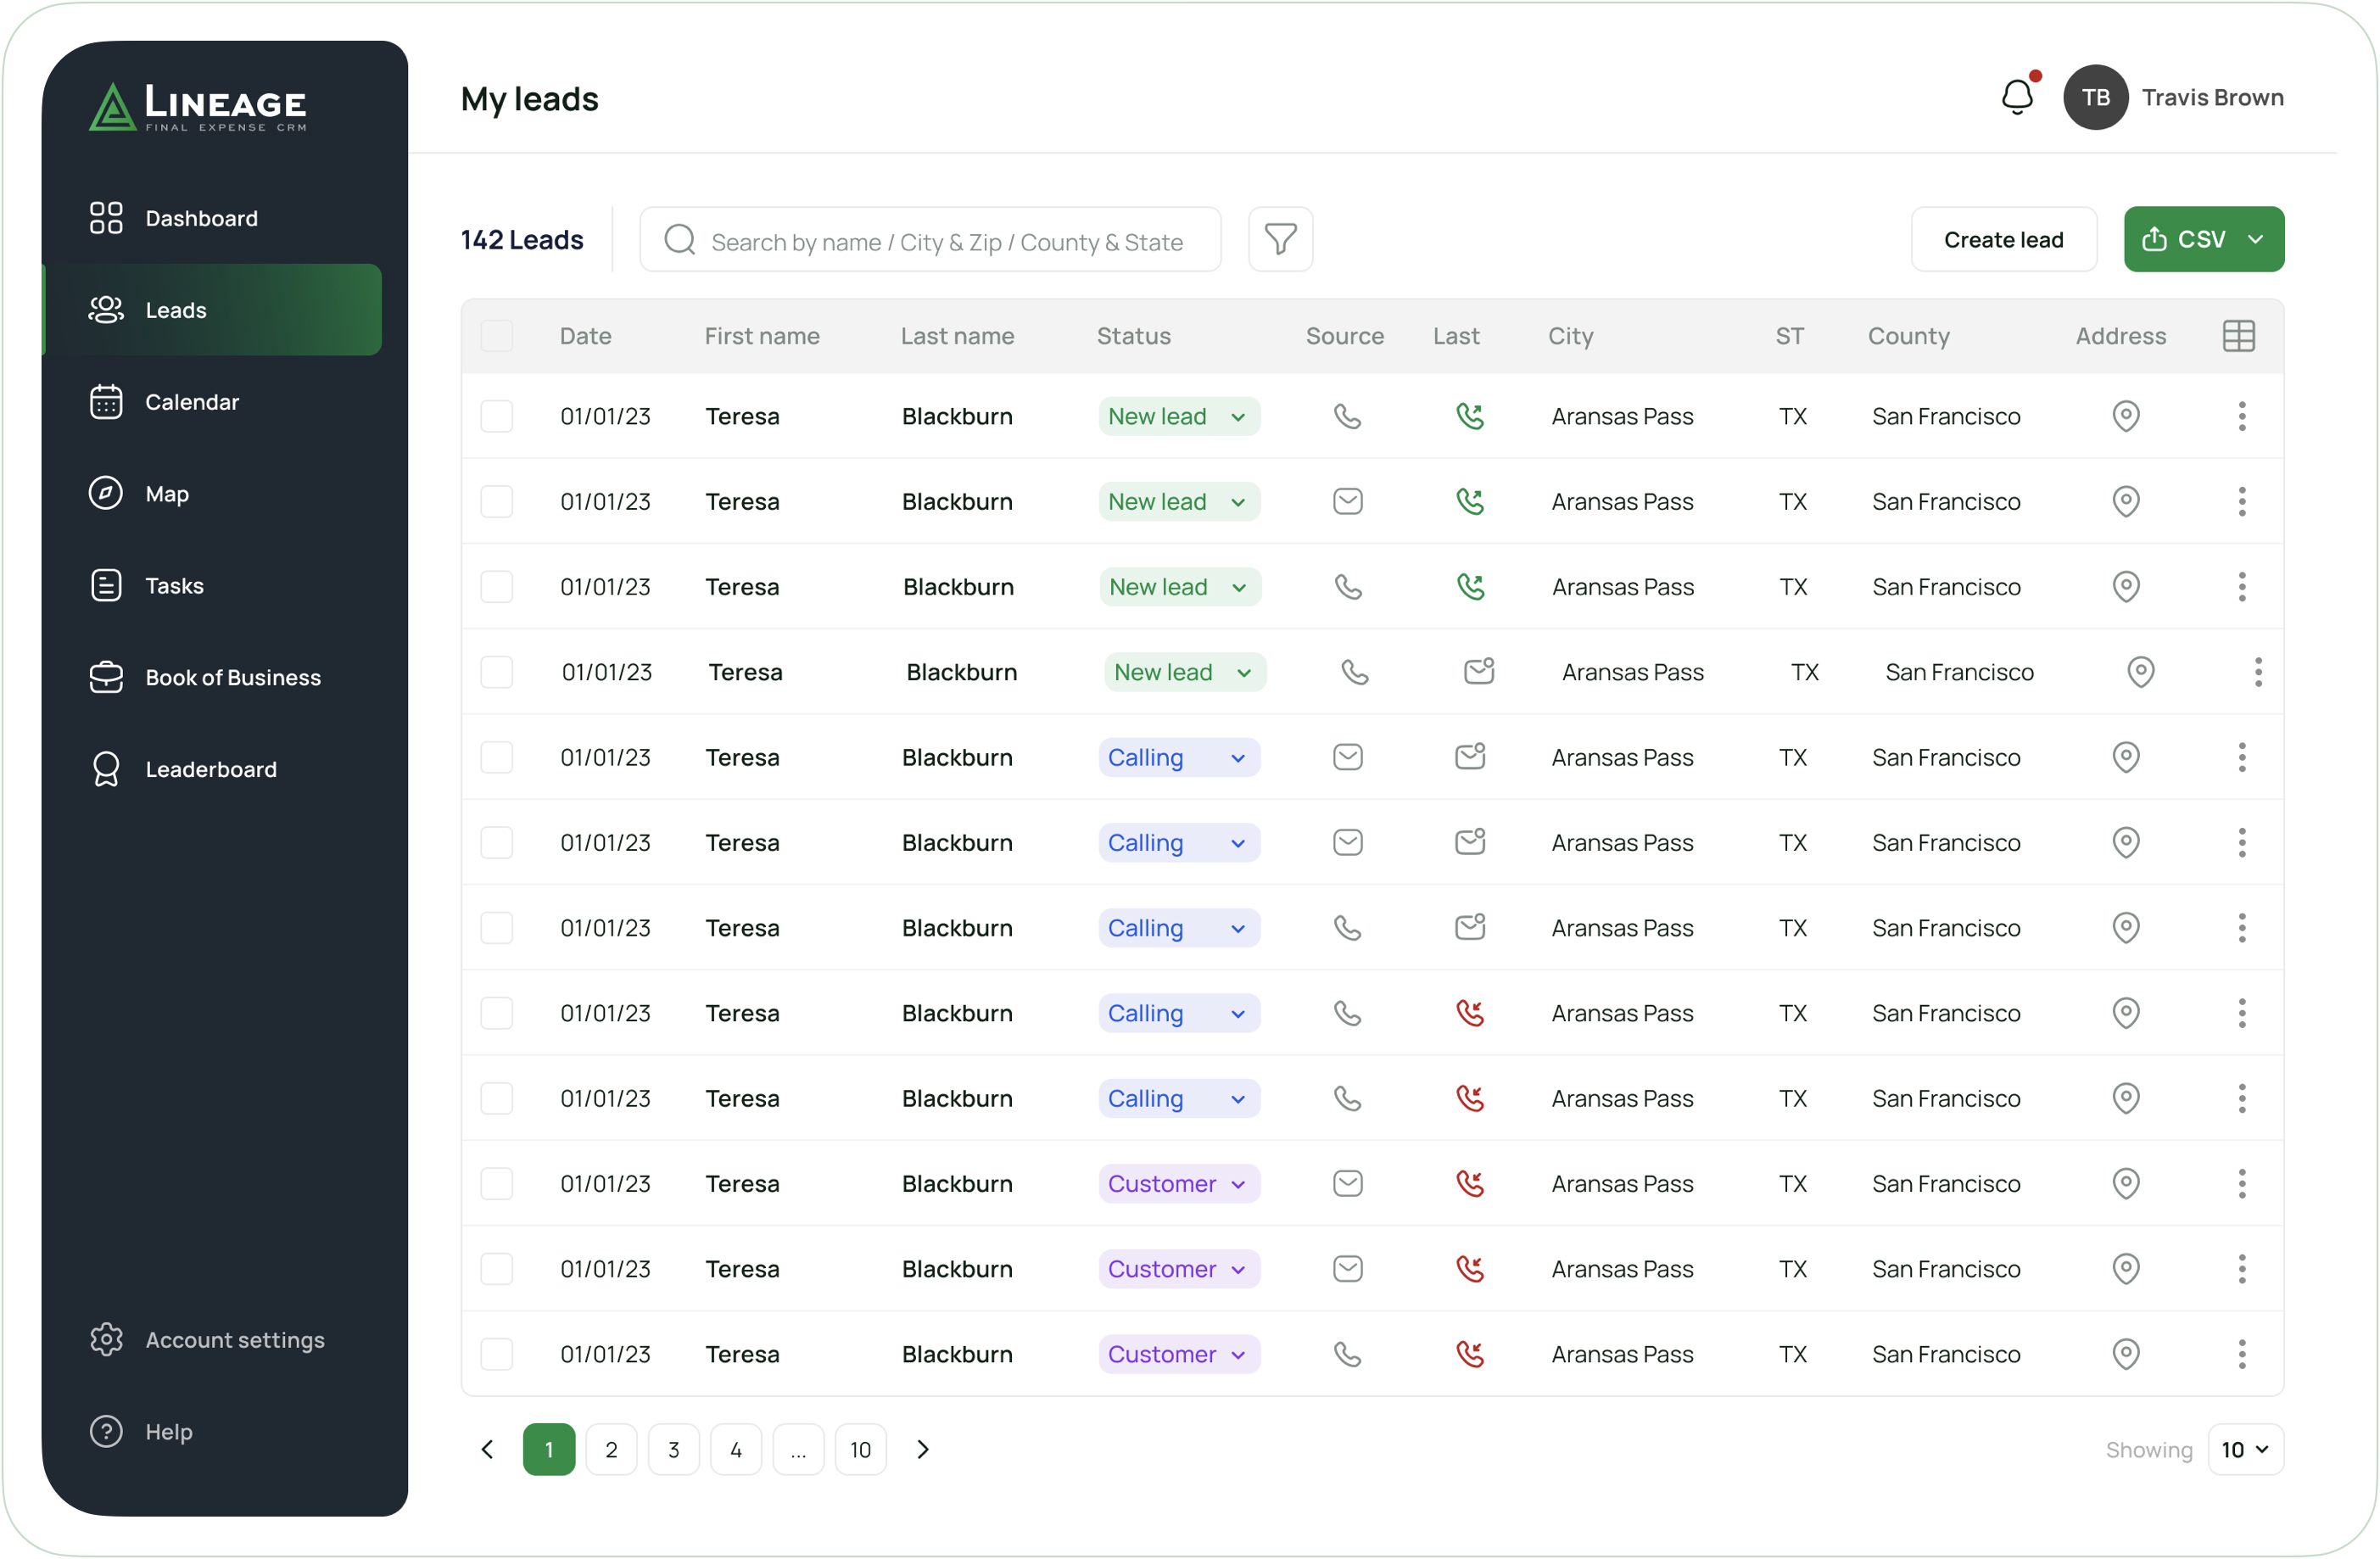 LINEAGE
FINAL EXPENSE CRM
Dashboard
Leads
Calendar
Map
Tasks
Book of Business
Leaderboard
Account settings
Help
My leads
TB Travis Brown
142 Leads Search by name / City & Zip / County & State Create lead CSV
Date First name Last name Status Source Last City ST County Address
01/01/23 Teresa Blackburn New lead Aransas Pass TX San Francisco
01/01/23 Teresa Blackburn New lead Aransas Pass TX San Francisco
01/01/23 Teresa Blackburn New lead Aransas Pass TX San Francisco
01/01/23 Teresa Blackburn New lead Aransas Pass TX San Francisco
01/01/23 Teresa Blackburn Calling Aransas Pass TX San Francisco
01/01/23 Teresa Blackburn Calling Aransas Pass TX San Francisco
01/01/23 Teresa Blackburn Calling Aransas Pass TX San Francisco
01/01/23 Teresa Blackburn Calling Aransas Pass TX San Francisco
01/01/23 Teresa Blackburn Calling Aransas Pass TX San Francisco
01/01/23 Teresa Blackburn Customer Aransas Pass TX San Francisco
01/01/23 Teresa Blackburn Customer Aransas Pass TX San Francisco
01/01/23 Teresa Blackburn Customer Aransas Pass TX San Francisco
1 2 3 4 ... 10 Showing 10